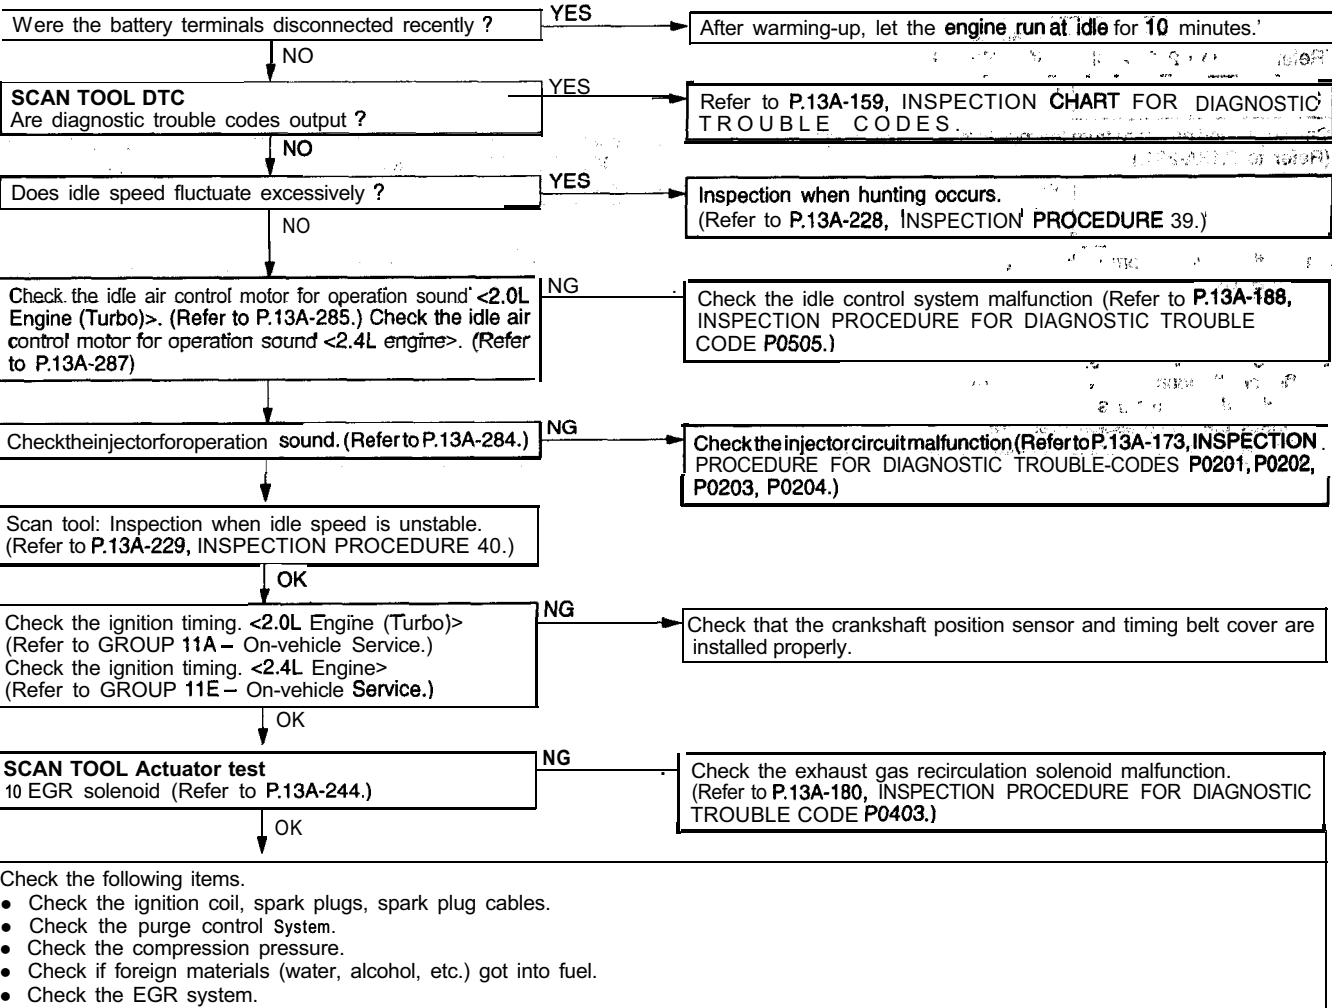 Were the battery terminals disconnected recently ?
YES
After warming-up, let the engine run at idle for 10 minutes.'
NO
SCAN TOOL DTC
Are diagnostic trouble codes output ?
YES
Refer to P.13A-159, INSPECTION CHART FOR DIAGNOSTIC
TROUBLE CODES.
NO
Does idle speed fluctuate excessively ?
YES
Inspection when hunting occurs.
(Refer to P.13A-228, INSPECTION PROCEDURE 39.)
NO
Check the idle air control motor for operation sound <2.0L
Engine (Turbo)>. (Refer to P.13A-285.) Check the idle air
control motor for operation sound <2.4L engine>. (Refer
to P.13A-287)
NG
Check the idle control system malfunction (Refer to P.13A-188,
INSPECTION PROCEDURE FOR DIAGNOSTIC TROUBLE
CODE P0505.)
Checktheinjectorforoperation sound. (Refer to P.13A-284.)
NG
Check the injector circuit malfunction (Refer to P.13A-173, INSPECTION
PROCEDURE FOR DIAGNOSTIC TROUBLE-CODES P0201, P0202,
P0203, P0204.)
Scan tool: Inspection when idle speed is unstable.
(Refer to P.13A-229, INSPECTION PROCEDURE 40.)
OK
Check the ignition timing. <2.0L Engine (Turbo)>
(Refer to GROUP 11A – On-vehicle Service.)
Check the ignition timing. <2.4L Engine>
(Refer to GROUP 11E – On-vehicle Service.)
NG
Check that the crankshaft position sensor and timing belt cover are
installed properly.
OK
SCAN TOOL Actuator test
10 EGR solenoid (Refer to P.13A-244.)
NG
Check the exhaust gas recirculation solenoid malfunction.
(Refer to P.13A-180, INSPECTION PROCEDURE FOR DIAGNOSTIC
TROUBLE CODE P0403.)
OK
Check the following items.
● Check the ignition coil, spark plugs, spark plug cables.
● Check the purge control System.
● Check the compression pressure.
● Check if foreign materials (water, alcohol, etc.) got into fuel.
● Check the EGR system.